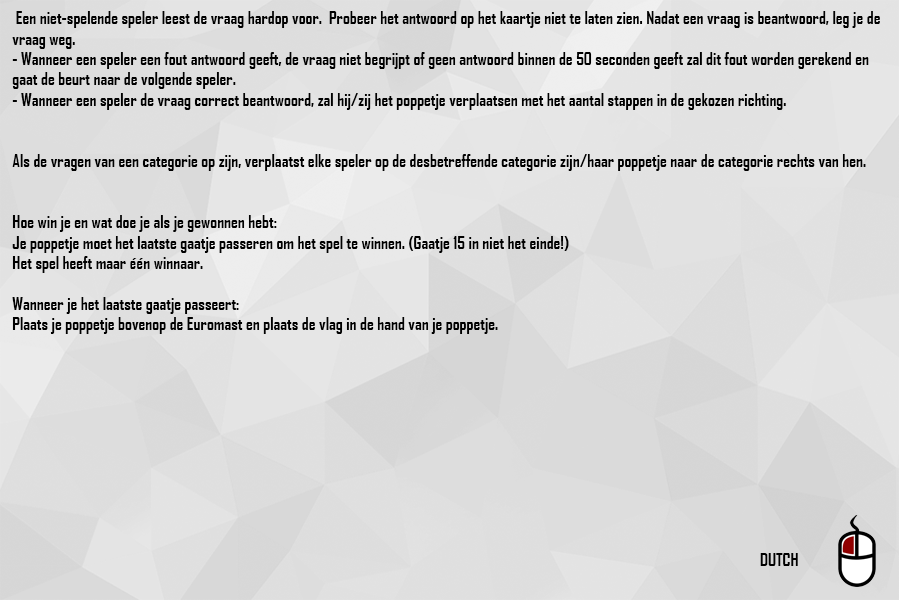 Een niet-spelende speler leest de vraag hardop voor. Probeer het antwoord op het kaartje niet te laten zien. Nadat een vraag is beantwoord, leg je de
vraag weg.
- Wanneer een speler een fout antwoord geeft, de vraag niet begrijpt of geen antwoord binnen de 50 seconden geeft zal dit fout worden gerekend en
gaat de beurt naar de volgende speler.
- Wanneer een speler de vraag correct beantwoord, zal hij/zij het poppetje verplaatsen met het aantal stappen in de gekozen richting.
Als de vragen van een categorie op zijn, verplaatst elke speler op de desbetreffende categorie zijn/haar poppetje naar de categorie rechts van hen.
Hoe win je en wat doe je als je gewonnen hebt:
Je poppetje moet het laatste gaatje passeren om het spel te winnen. (Gaatje 15 in niet het einde!)
Het spel heeft maar één winnaar.
Wanneer je het laatste gaatje passeert:
Plaats je poppetje bovenop de Euromast en plaats de vlag in de hand van je poppetje.
DUTCH